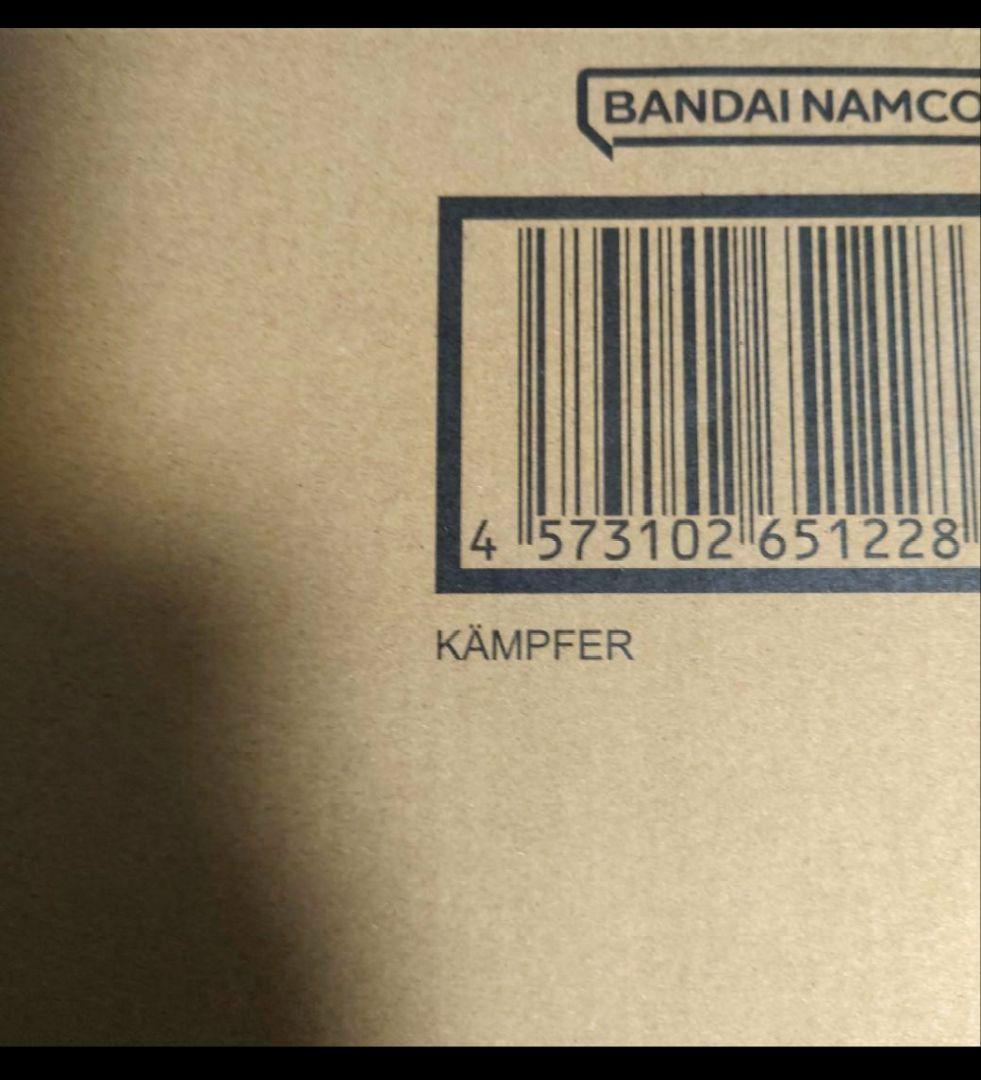 BANDAI NAMCO
4 573102 651228
KÄMPFER